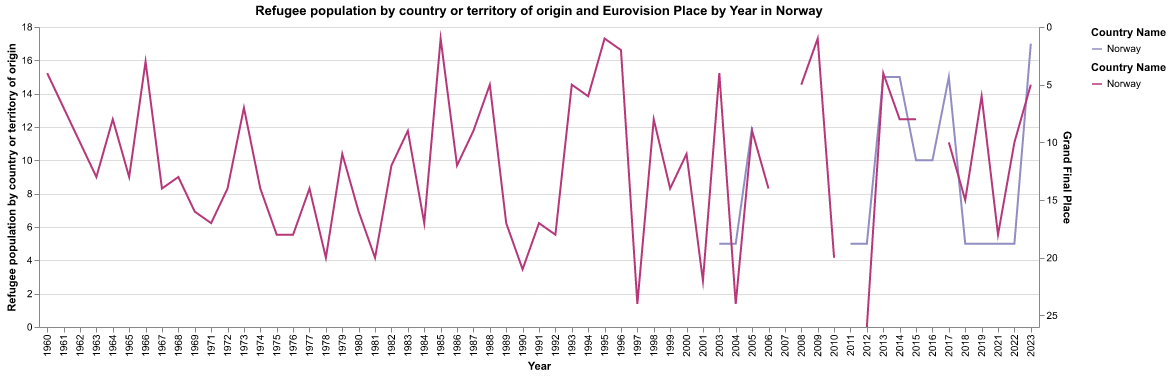 Refugee population by country or territory of origin and Eurovision Place by Year in Norway
Refugee population by country or territory of origin
18
16
14
12
10
8
6
4
2
0
0
5
10
15
20
25
Grand Final Place
1960 1961 1962 1963 1964 1965 1966 1967 1968 1969 1971 1972 1973 1974 1975 1976 1977 1978 1979 1980 1981 1982 1983 1984 1985 1986 1987 1988 1989 1990 1991 1992 1993 1994 1995 1996 1997 1998 1999 2000 2001 2003 2004 2005 2006 2007 2008 2009 2010 2011 2012 2013 2014 2015 2016 2017 2018 2019 2021 2022 2023
Year
Country Name
Norway
Country Name
Norway